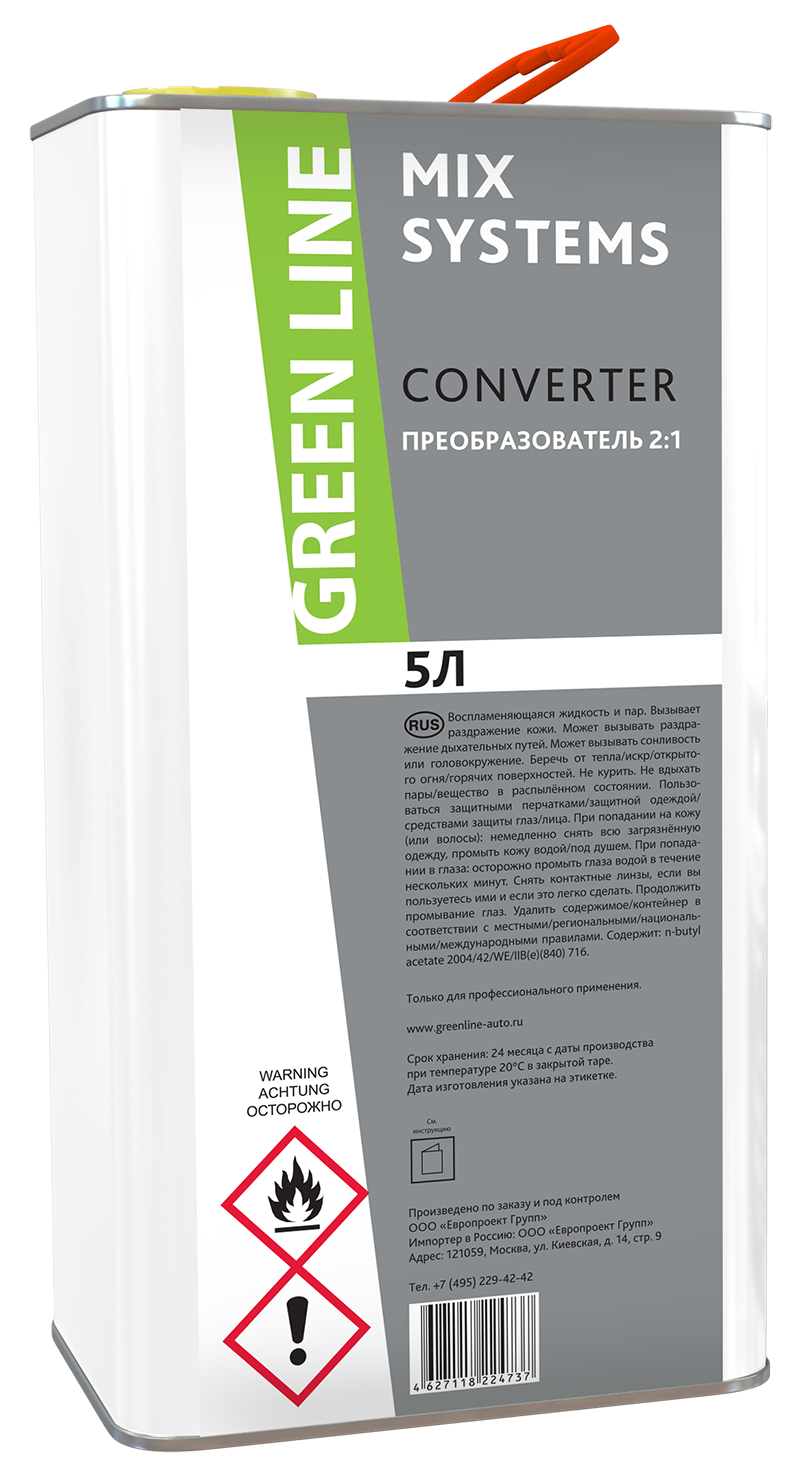 GREEN LINE
MIX
SYSTEMS
CONVERTER
ПРЕОБРАЗОВАТЕЛЬ 2:1
5Л
RUS Воспламеняющаяся жидкость и пар. Вызывает
раздражение кожи. Может вызывать раздра-
жение дыхательных путей. Может вызывать сонливость
или головокружение. Беречь от тепла/искр/открыто-
го огня/горячих поверхностей. Не курить. Не вдыхать
пары/вещество в распылённом состоянии. Пользо-
ваться защитными перчатками/защитной одеждой/
средствами защиты глаз/лица. При попадании на кожу
(или волосы): немедленно снять всю загрязнённую
одежду, промыть кожу водой/под душем. При попада-
нии в глаза: осторожно промыть глаза водой в течение
нескольких минут. Снять контактные линзы, если вы
пользуетесь ими и если это легко сделать. Продолжить
промывание глаз. Удалить содержимое/контейнер в
соответствии с местными/региональными/националь-
ными/международными правилами. Содержит: n-butyl
acetate 2004/42/WE/IIB(e)(840) 716.
Только для профессионального применения.
www.greenline-auto.ru
Срок хранения: 24 месяца с даты производства
при температуре 20°C в закрытой таре.
Дата изготовления указана на этикетке.
WARNING
ACHTUNG
ОСТОРОЖНО
См.
инструкцию
Произведено по заказу и под контролем
ООО «Европроект Групп»
Импортер в Россию: ООО «Европроект Групп»
Адрес: 121059, Москва, ул. Киевская, д. 14, стр. 9
Тел. +7 (495) 229-42-42
4 627118 224737